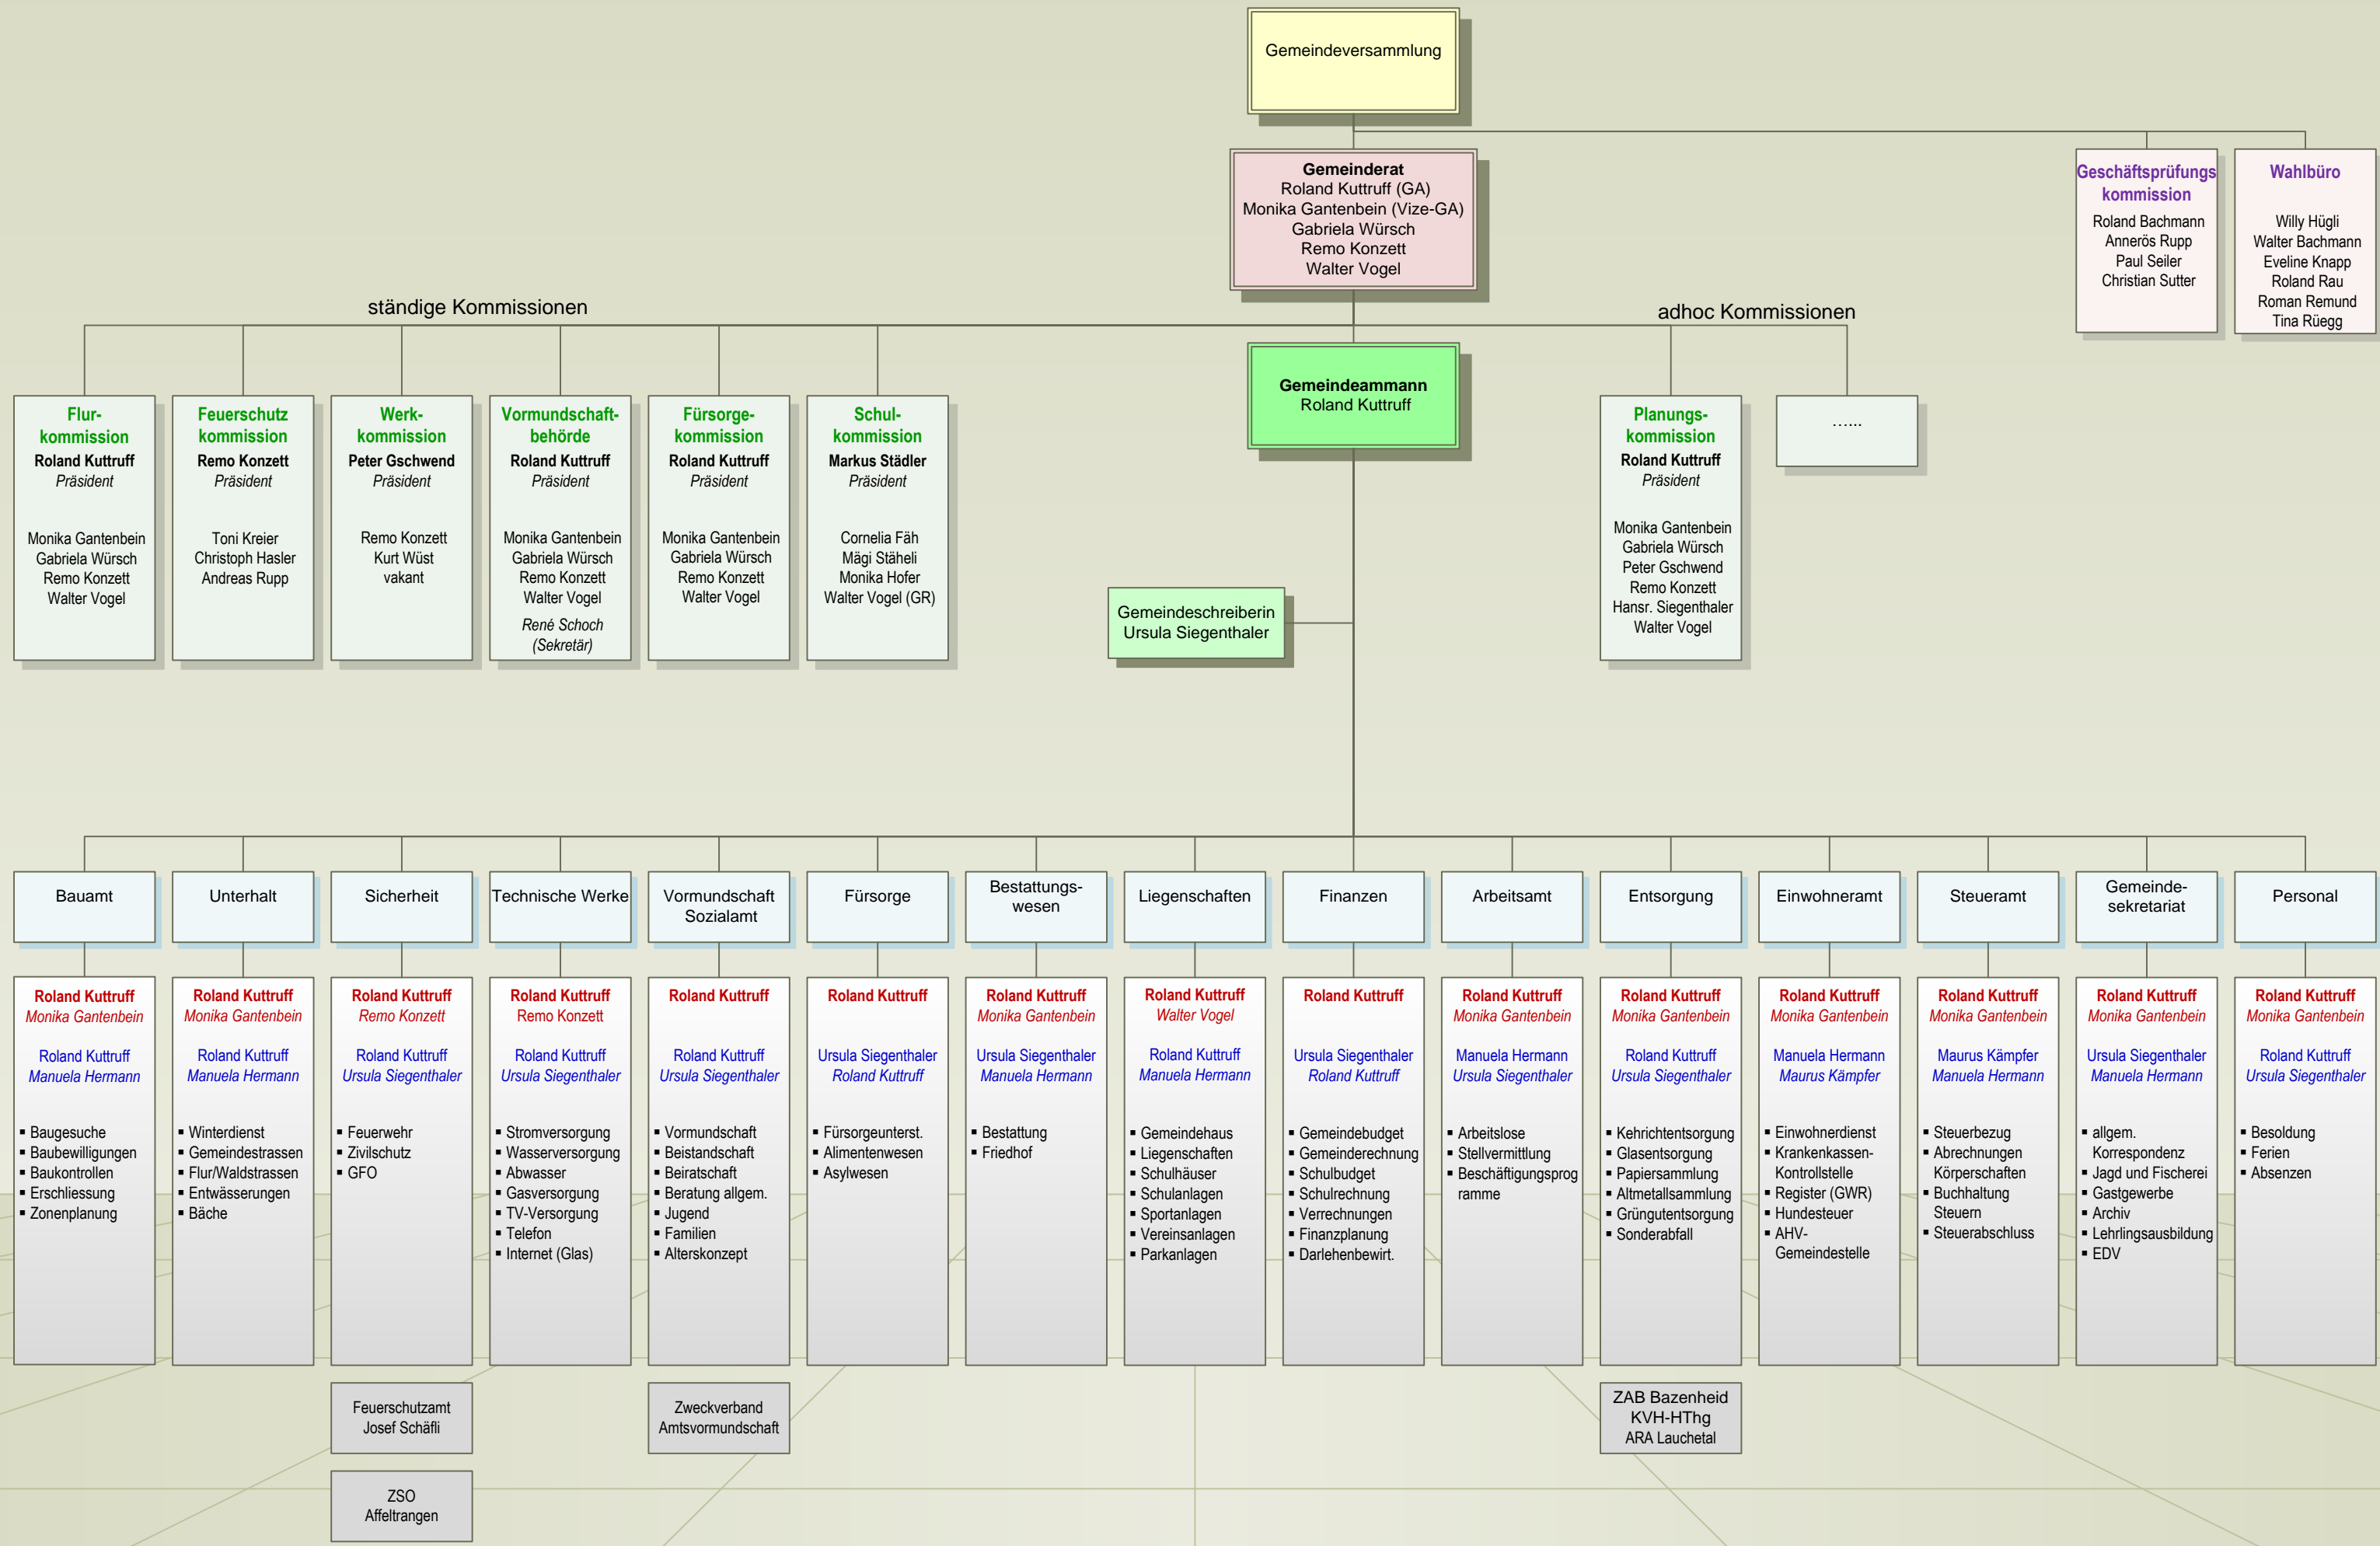 Gemeindeversammlung
Gemeinderat
Roland Kuttruff (GA)
Monika Gantenbein (Vize-GA)
Gabriela Würsch
Remo Konzett
Walter Vogel
Geschäftsprüfungs
kommission
Roland Bachmann
Annerös Rupp
Paul Seiler
Christian Sutter
Wahlbüro
Willy Hügli
Walter Bachmann
Eveline Knapp
Roland Rau
Roman Remund
Tina Rüegg
ständige Kommissionen
adhoc Kommissionen
Flur-
kommission
Roland Kuttruff
Präsident
Monika Gantenbein
Gabriela Würsch
Remo Konzett
Walter Vogel
Feuerschutz
kommission
Remo Konzett
Präsident
Toni Kreier
Christoph Hasler
Andreas Rupp
Werk-
kommission
Peter Gschwend
Präsident
Remo Konzett
Kurt Wüst
vakant
Vormundschaft-
behörde
Roland Kuttruff
Präsident
Monika Gantenbein
Gabriela Würsch
Remo Konzett
Walter Vogel
René Schoch
(Sekretär)
Fürsorge-
kommission
Roland Kuttruff
Präsident
Monika Gantenbein
Gabriela Würsch
Remo Konzett
Walter Vogel
Schul-
kommission
Markus Städler
Präsident
Cornelia Fäh
Mägi Stäheli
Monika Hofer
Walter Vogel (GR)
Gemeindeammann
Roland Kuttruff
Planungs-
kommission
Roland Kuttruff
Präsident
Monika Gantenbein
Gabriela Würsch
Peter Gschwend
Remo Konzett
Hansr. Siegenthaler
Walter Vogel
…...
Gemeindeschreiberin
Ursula Siegenthaler
Bauamt
Unterhalt
Sicherheit
Technische Werke
Vormundschaft
Sozialamt
Fürsorge
Bestattungs-
wesen
Liegenschaften
Finanzen
Arbeitsamt
Entsorgung
Einwohneramt
Steueramt
Gemeinde-
sekretariat
Personal
Roland Kuttruff
Monika Gantenbein
Roland Kuttruff
Manuela Hermann
▪ Baugesuche
▪ Baubewilligungen
▪ Baukontrollen
▪ Erschliessung
▪ Zonenplanung
Roland Kuttruff
Monika Gantenbein
Roland Kuttruff
Manuela Hermann
▪ Winterdienst
▪ Gemeindestrassen
▪ Flur/Waldstrassen
▪ Entwässerungen
▪ Bäche
Roland Kuttruff
Remo Konzett
Roland Kuttruff
Ursula Siegenthaler
▪ Feuerwehr
▪ Zivilschutz
▪ GFO
Roland Kuttruff
Remo Konzett
Roland Kuttruff
Ursula Siegenthaler
▪ Stromversorgung
▪ Wasserversorgung
▪ Abwasser
▪ Gasversorgung
▪ TV-Versorgung
▪ Telefon
▪ Internet (Glas)
Roland Kuttruff
Roland Kuttruff
Ursula Siegenthaler
▪ Vormundschaft
▪ Beistandschaft
▪ Beiratschaft
▪ Beratung allgem.
▪ Jugend
▪ Familien
▪ Alterskonzept
Roland Kuttruff
Ursula Siegenthaler
Roland Kuttruff
▪ Fürsorgeunterst.
▪ Alimentenwesen
▪ Asylwesen
Roland Kuttruff
Monika Gantenbein
Ursula Siegenthaler
Manuela Hermann
▪ Bestattung
▪ Friedhof
Roland Kuttruff
Walter Vogel
Roland Kuttruff
Manuela Hermann
▪ Gemeindehaus
▪ Liegenschaften
▪ Schulhäuser
▪ Schulanlagen
▪ Sportanlagen
▪ Vereinsanlagen
▪ Parkanlagen
Roland Kuttruff
Ursula Siegenthaler
Roland Kuttruff
▪ Gemeindebudget
▪ Gemeinderechnung
▪ Schulbudget
▪ Schulrechnung
▪ Verrechnungen
▪ Finanzplanung
▪ Darlehenbewirt.
Roland Kuttruff
Monika Gantenbein
Manuela Hermann
Ursula Siegenthaler
▪ Arbeitslose
▪ Stellvermittlung
▪ Beschäftigungsprog
ramme
Roland Kuttruff
Monika Gantenbein
Roland Kuttruff
Ursula Siegenthaler
▪ Kehrichtentsorgung
▪ Glasentsorgung
▪ Papiersammlung
▪ Altmetallsammlung
▪ Grüngutentsorgung
▪ Sonderabfall
Roland Kuttruff
Monika Gantenbein
Manuela Hermann
Maurus Kämpfer
▪ Einwohnerdienst
▪ Krankenkassen-
Kontrollstelle
▪ Register (GWR)
▪ Hundesteuer
▪ AHV-
Gemeindestelle
Roland Kuttruff
Monika Gantenbein
Maurus Kämpfer
Manuela Hermann
▪ Steuerbezug
▪ Abrechnungen
Körperschaften
▪ Buchhaltung
Steuern
▪ Steuerabschluss
Roland Kuttruff
Monika Gantenbein
Ursula Siegenthaler
Manuela Hermann
▪ allgem.
Korrespondenz
▪ Jagd und Fischerei
▪ Gastgewerbe
▪ Archiv
▪ Lehrlingsausbildung
▪ EDV
Roland Kuttruff
Monika Gantenbein
Roland Kuttruff
Ursula Siegenthaler
▪ Besoldung
▪ Ferien
▪ Absenzen
Feuerschutzamt
Josef Schäfli
Zweckverband
Amtsvormundschaft
ZAB Bazenheid
KVH-HThg
ARA Lauchetal
ZSO
Affeltrangen